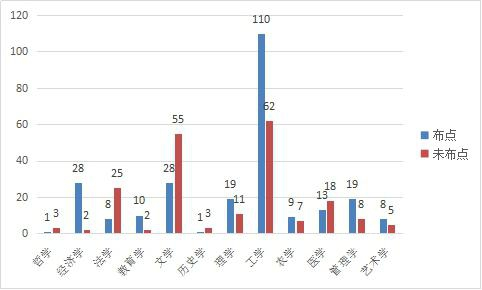 120
100
80
60
40
20
0
1 3
28 2
8 25
10 2
28 55
1 3
19 11
110 62
9 7
13 18
19 8
8 5
哲学
经济学
法学
教育学
文学
历史学
理学
工学
农学
医学
管理学
艺术学
布点
未布点